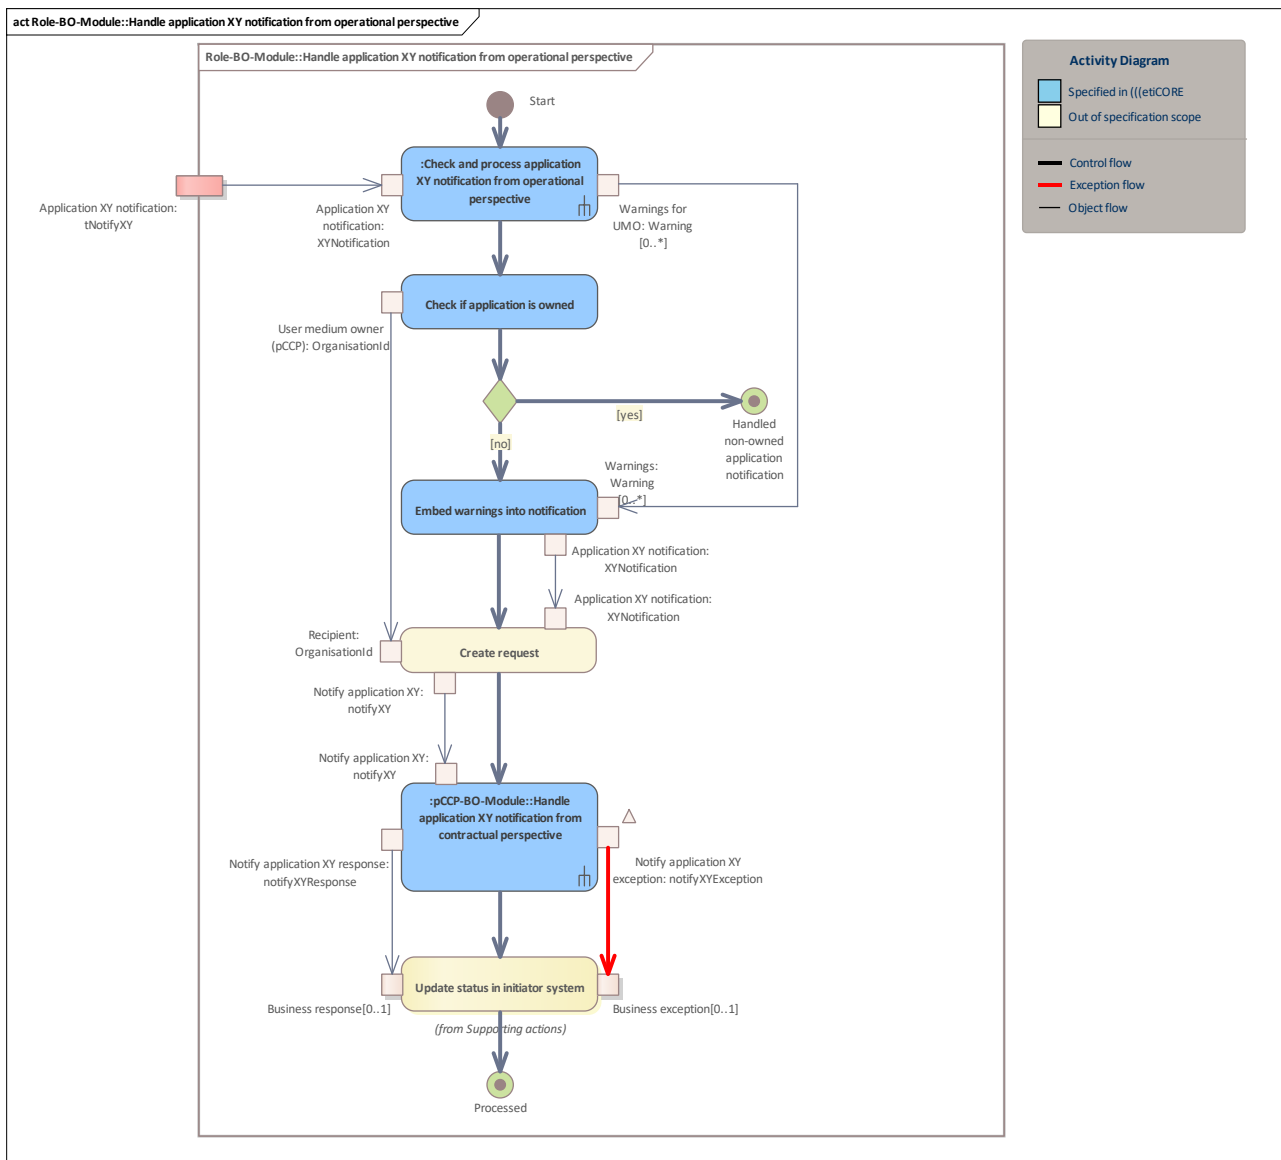 act Role-BO-Module::Handle application XY notification from operational perspective
Role-BO-Module::Handle application XY notification from operational perspective
Activity Diagram
Specified in (((etiCORE
Out of specification scope
Control flow
Exception flow
Object flow
Start
:Check and process application
XY notification from operational
perspective
Application XY notification:
tNotifyXY
Application XY
notification:
XYNotification
Warnings for
UMO: Warning
[0..*]
Check if application is owned
User medium owner
(pCCP): OrganisationId
[yes]
[no]
Handled
non-owned
application
notification
Warnings:
Warning
[0..*]
Embed warnings into notification
Application XY notification:
XYNotification
Application XY notification:
XYNotification
Recipient:
OrganisationId
Create request
Notify application XY:
notifyXY
Notify application XY:
notifyXY
:pCCP-BO-Module::Handle
application XY notification from
contractual perspective
Notify application XY response:
notifyXYResponse
Notify application XY
exception: notifyXYException
Update status in initiator system
Business response[0..1]
Business exception[0..1]
(from Supporting actions)
Processed